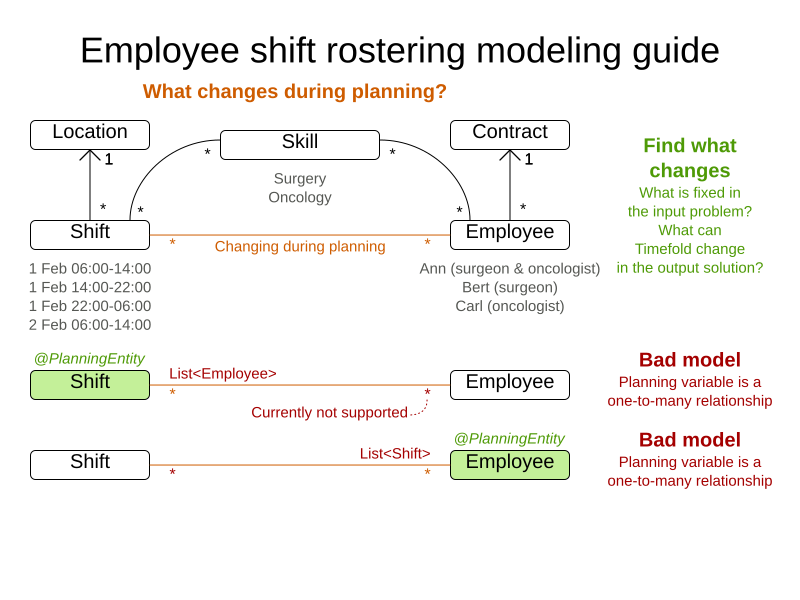 Employee shift rostering modeling guide
What changes during planning?
Location
Skill
Contract
1
*
*
1
Surgery
Oncology
*
*
*
*
Shift
Employee
*
Changing during planning
*
Find what
changes
What is fixed in
the input problem?
What can
Timefold change
in the output solution?
1 Feb 06:00-14:00
1 Feb 14:00-22:00
1 Feb 22:00-06:00
2 Feb 06:00-14:00
Ann (surgeon & oncologist)
Bert (surgeon)
Carl (oncologist)
@PlanningEntity
Shift
List<Employee>
*
*
Employee
Currently not supported
Bad model
Planning variable is a
one-to-many relationship
@PlanningEntity
Shift
List<Shift>
*
*
Employee
Bad model
Planning variable is a
one-to-many relationship